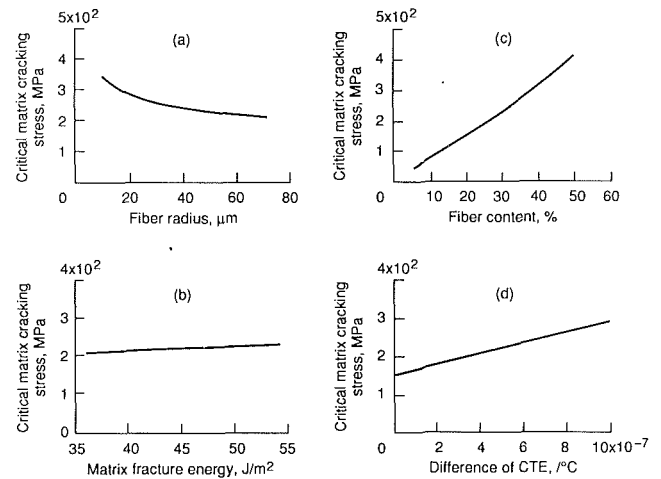 5x10²
4
3
2
1
0
Critical matrix cracking
stress, MPa
(a)
20
40
60
80
Fiber radius, μm
5x10²
4
3
2
1
0
Critical matrix cracking
stress, MPa
(c)
10
20
30
40
50
60
Fiber content, %
4x10²
3
2
1
0
Critical matrix cracking
stress, MPa
(b)
35
40
45
50
55
Matrix fracture energy, J/m²
4x10²
3
2
1
0
Critical matrix cracking
stress, MPa
(d)
2
4
6
8
10x10⁻⁷
Difference of CTE, /°C